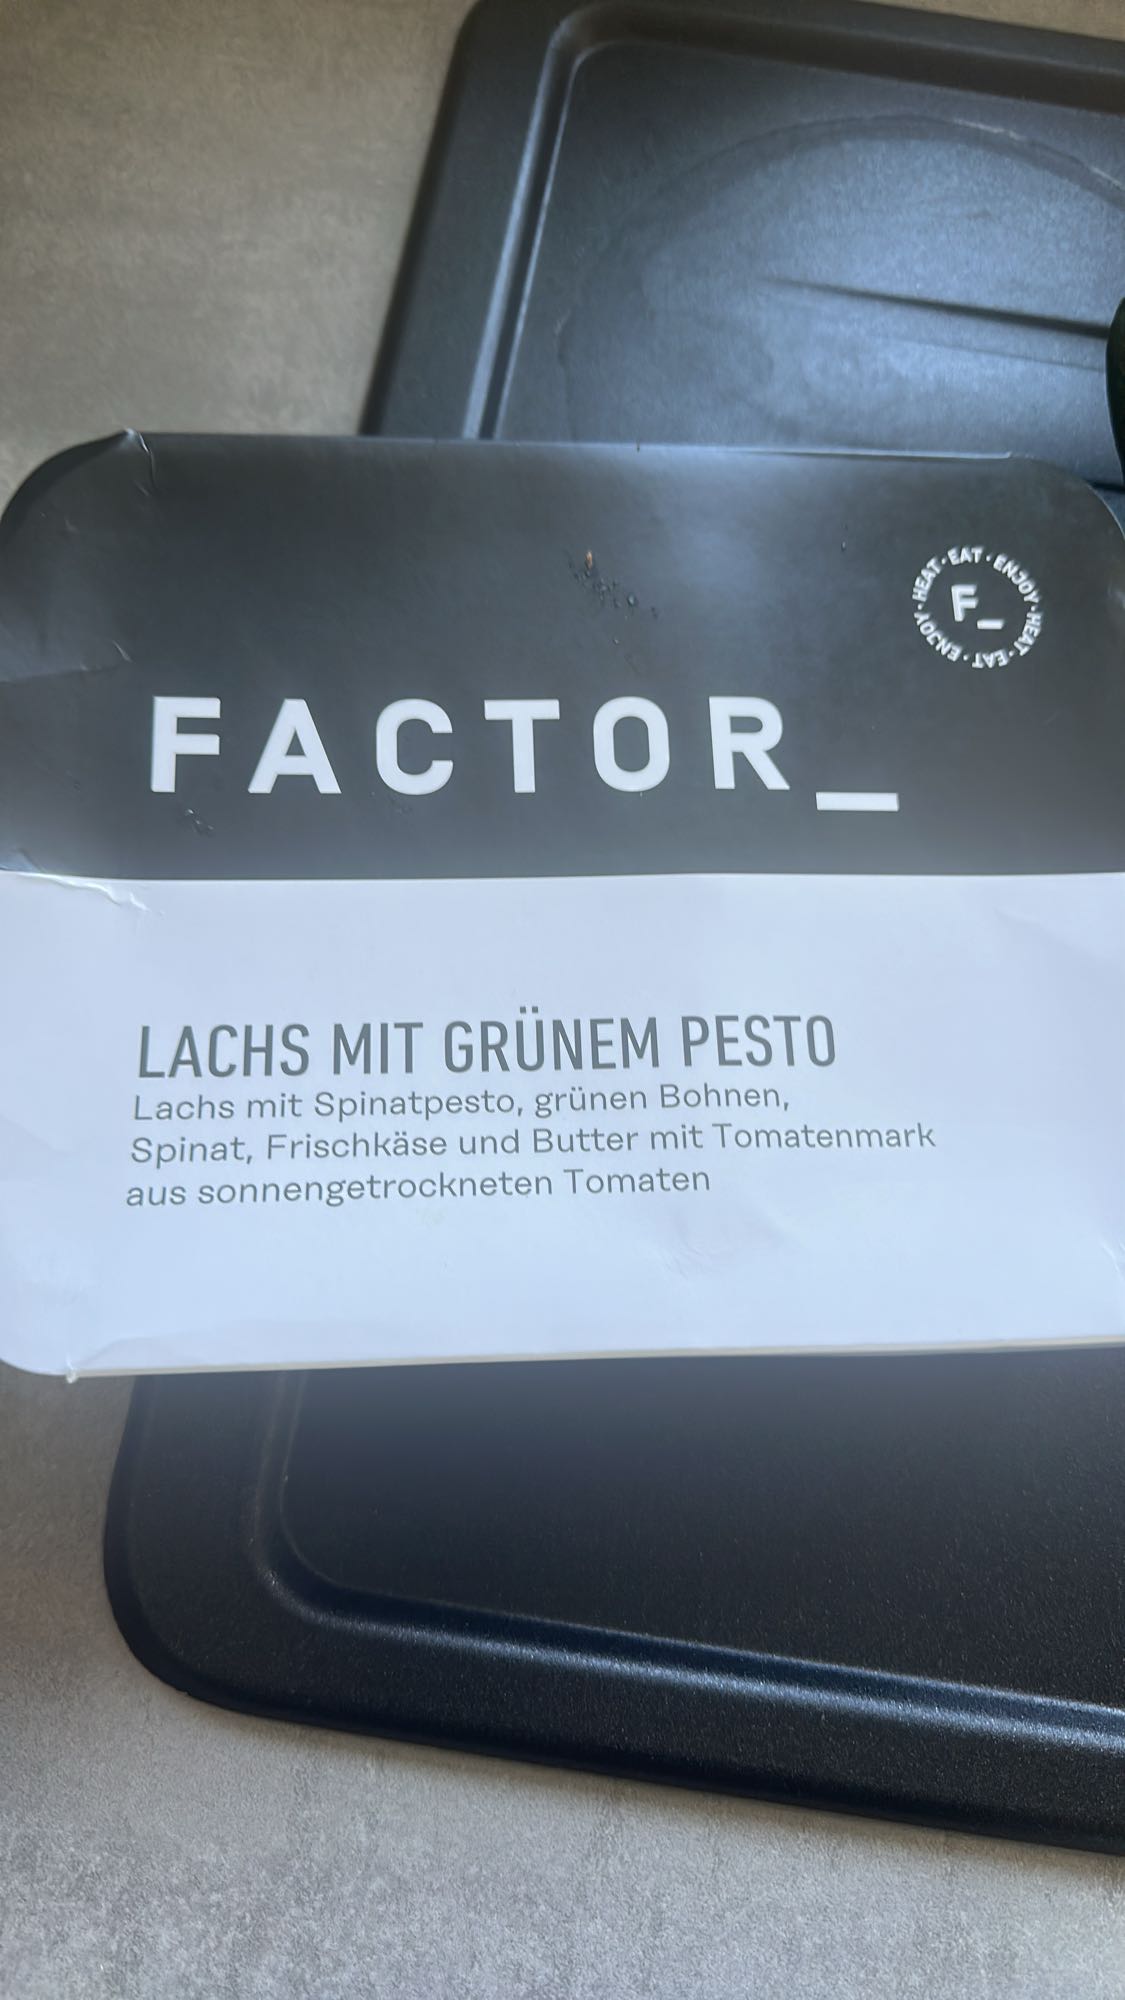 HEAT · EAT · ENJOY · HEAT · EAT · ENJOY ·
F_
FACTOR_
LACHS MIT GRÜNEM PESTO
Lachs mit Spinatpesto, grünen Bohnen,
Spinat, Frischkäse und Butter mit Tomatenmark
aus sonnengetrockneten Tomaten